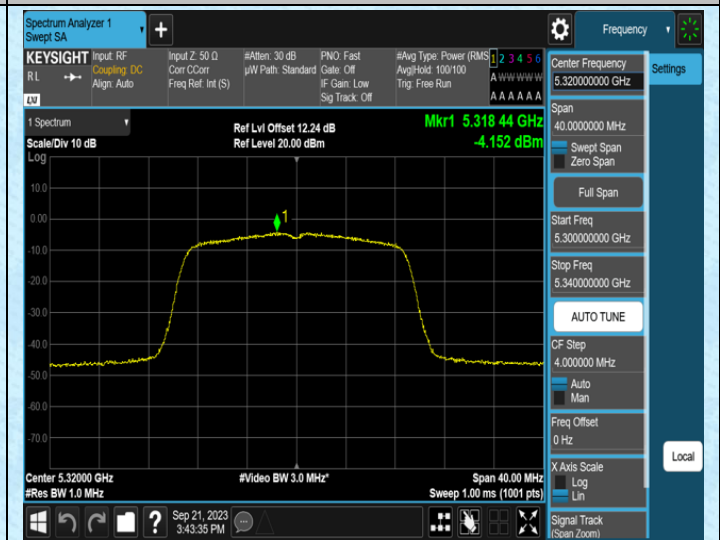 Spectrum Analyzer 1
Swept SA
Frequency
KEYSIGHT
RL
LXI
Input: RF
Coupling: DC
Align: Auto
Input Z: 50 Ω
Corr CCorr
Freq Ref: Int (S)
#Atten: 30 dB
µW Path: Standard
PNO: Fast
Gate: Off
IF Gain: Low
Sig Track: Off
#Avg Type: Power (RMS
Avg|Hold: 100/100
Trig: Free Run
1 2 3 4 5 6
A W W W W W
A A A A A A
1 Spectrum
Scale/Div 10 dB
Ref Lvl Offset 12.24 dB
Ref Level 20.00 dBm
Mkr1 5.318 44 GHz
-4.152 dBm
Log
10.0
0.00
-10.0
-20.0
-30.0
-40.0
-50.0
-60.0
-70.0
1
Center 5.32000 GHz
#Res BW 1.0 MHz
#Video BW 3.0 MHz*
Span 40.00 MHz
Sweep 1.00 ms (1001 pts)
Center Frequency
5.320000000 GHz
Span
40.0000000 MHz
Swept Span
Zero Span
Full Span
Start Freq
5.300000000 GHz
Stop Freq
5.340000000 GHz
AUTO TUNE
CF Step
4.000000 MHz
Auto
Man
Freq Offset
0 Hz
X Axis Scale
Log
Lin
Signal Track
(Span Zoom)
Settings
Local
?
Sep 21, 2023
3:43:35 PM